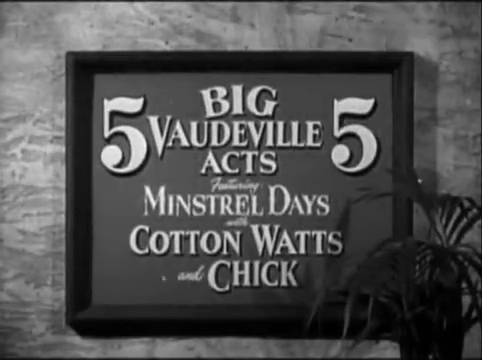 BIG
5 VAUDEVILLE 5
ACTS
Featuring
MINSTREL DAYS
with
COTTON WATTS
and CHICK